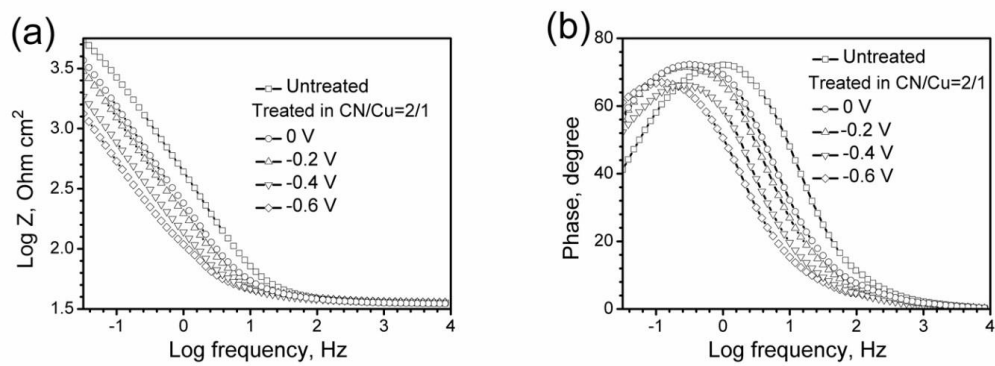 (a)
Log Z, Ohm cm2
3.5
3.0
2.5
2.0
1.5
Untreated
Treated in CN/Cu=2/1
0 V
-0.2 V
-0.4 V
-0.6 V
-1 0 1 2 3 4
Log frequency, Hz
(b)
Phase, degree
80
60
40
20
0
Untreated
Treated in CN/Cu=2/1
0 V
-0.2 V
-0.4 V
-0.6 V
-1 0 1 2 3 4
Log frequency, Hz